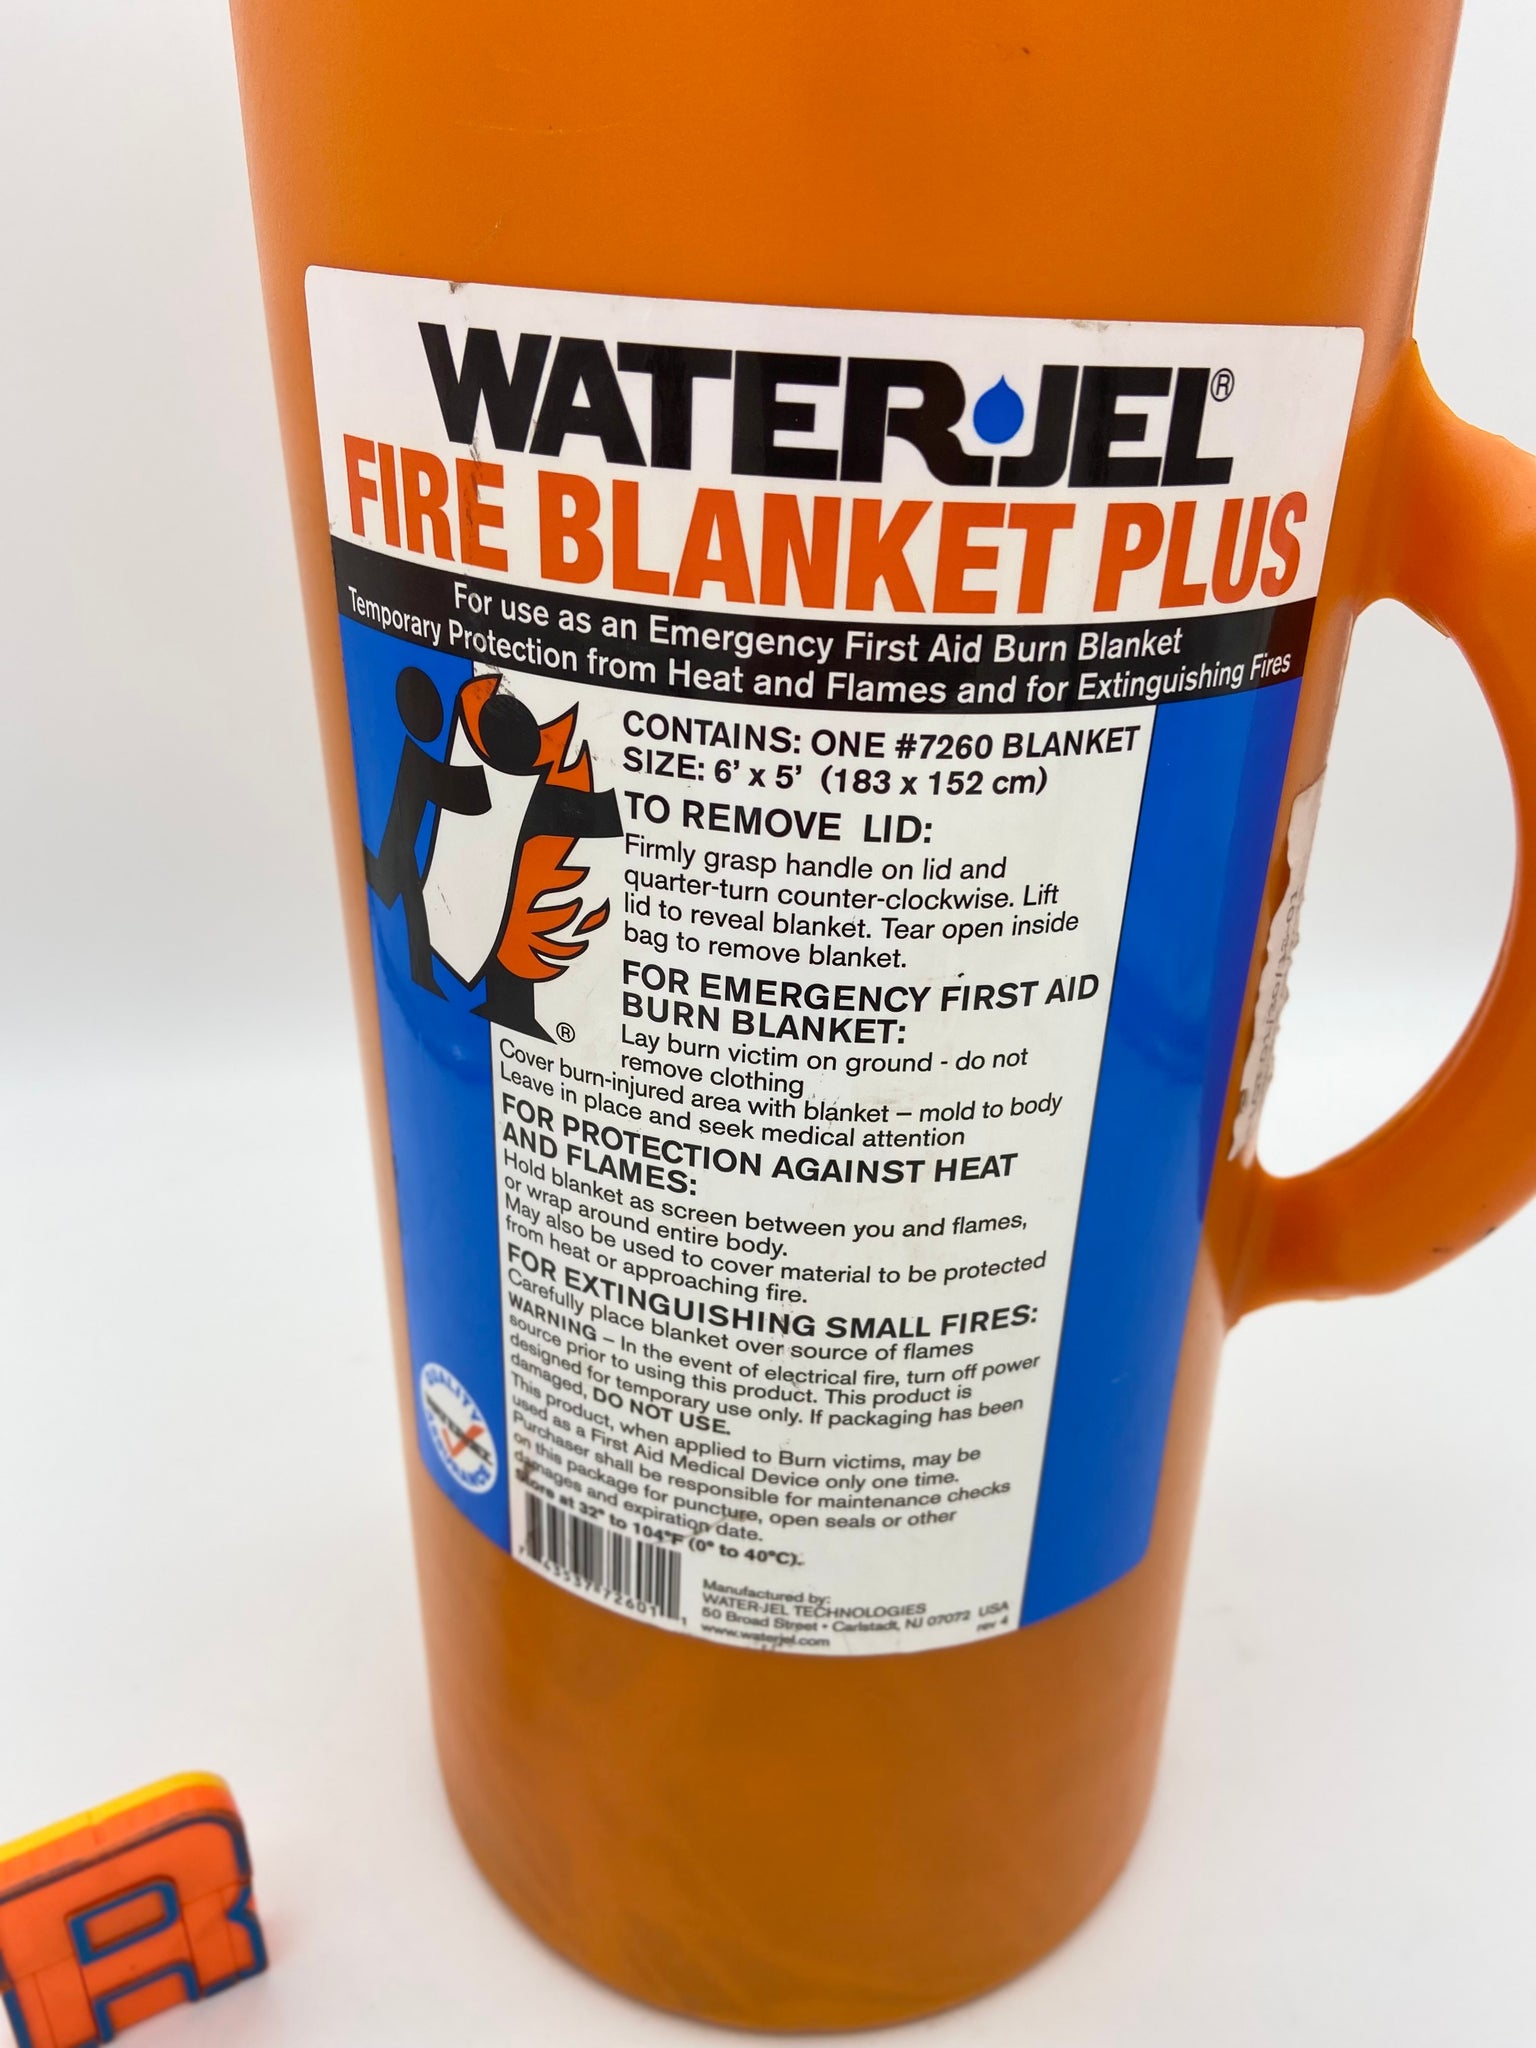 WATER-JEL®
FIRE BLANKET PLUS
For use as an Emergency First Aid Burn Blanket
Temporary Protection from Heat and Flames and for Extinguishing Fires
CONTAINS: ONE #7260 BLANKET
SIZE: 6' x 5' (183 x 152 cm)
TO REMOVE LID:
Firmly grasp handle on lid and
quarter-turn counter-clockwise. Lift
lid to reveal blanket. Tear open inside
bag to remove blanket.
FOR EMERGENCY FIRST AID
BURN BLANKET:
Lay burn victim on ground - do not
remove clothing
®
Cover burn-injured area with blanket – mold to body
Leave in place and seek medical attention
FOR PROTECTION AGAINST HEAT
AND FLAMES:
Hold blanket as screen between you and flames,
or wrap around entire body.
May also be used to cover material to be protected
from heat or approaching fire.
FOR EXTINGUISHING SMALL FIRES:
Carefully place blanket over source of flames
WARNING – In the event of electrical fire, turn off power
source prior to using this product. This product is
designed for temporary use only. If packaging has been
damaged, DO NOT USE.
This product, when applied to Burn victims, may be
used as a First Aid Medical Device only one time.
Purchaser shall be responsible for maintenance checks
on this package for puncture, open seals or other
damages and expiration date.
Store at 32° to 104°F (0° to 40°C).
QUALITY
Manufactured by:
WATER-JEL TECHNOLOGIES
50 Broad Street • Carlstadt, NJ 07072 USA
www.waterjel.com
rev 4
R